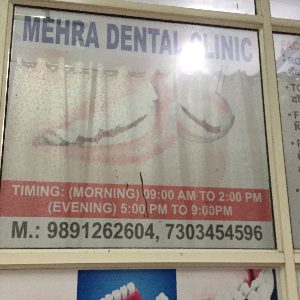 MEHRA DENTAL CLINIC
TIMING: (MORNING) 09:00 AM TO 2:00 PM
(EVENING) 5:00 PM TO 9:00PM
M.: 9891262604, 7303454596